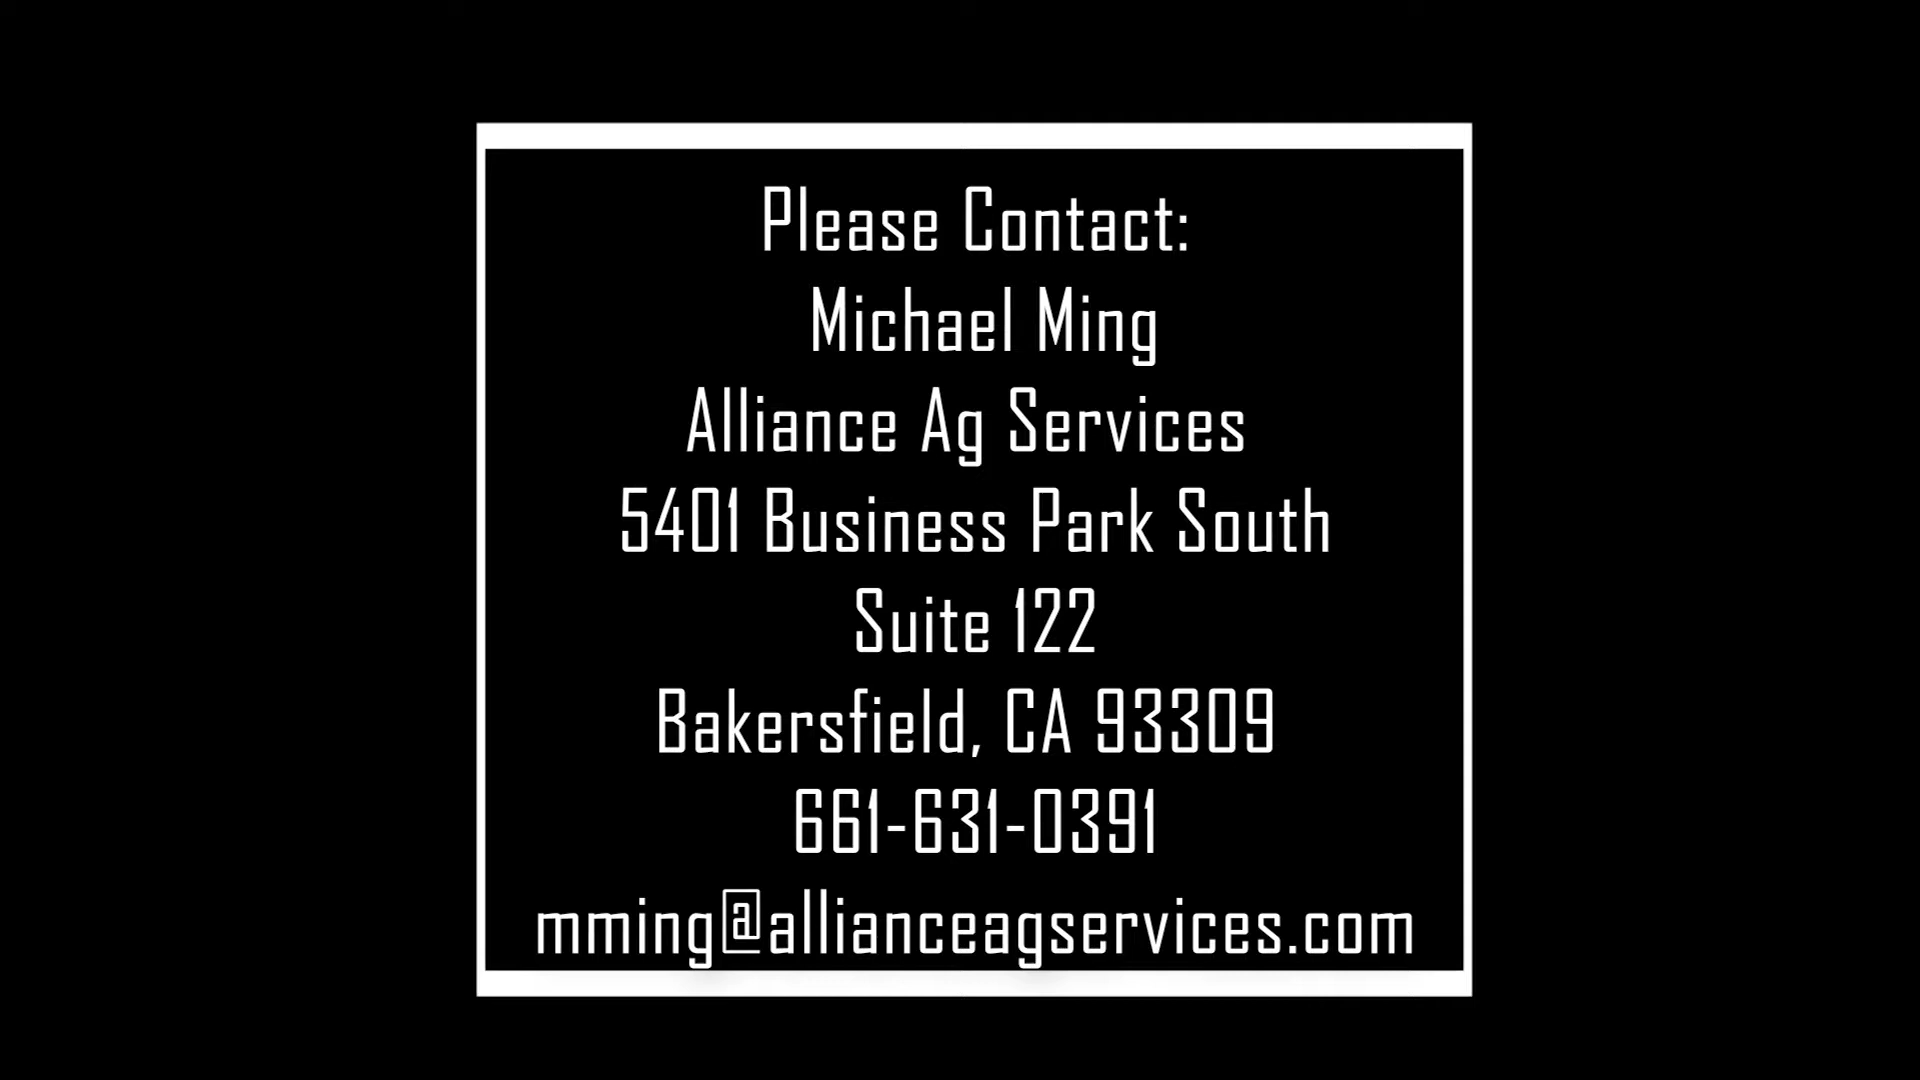 Please Contact:
Michael Ming
Alliance Ag Services
5401 Business Park South
Suite 122
Bakersfield, CA 93309
661-631-0391
mming@allianceagservices.com